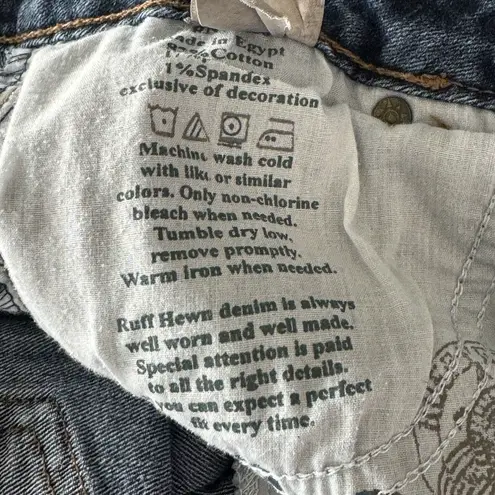 Made in Egypt
99%Cotton
1%Spandex
exclusive of decoration
Machine wash cold
with like or similar
colors. Only non-chlorine
bleach when needed.
Tumble dry low,
remove promptly.
Warm iron when needed.
Ruff Hewn denim is always
well worn and well made.
Special attention is paid
to all the right details.
you can expect a perfect
fit every time.